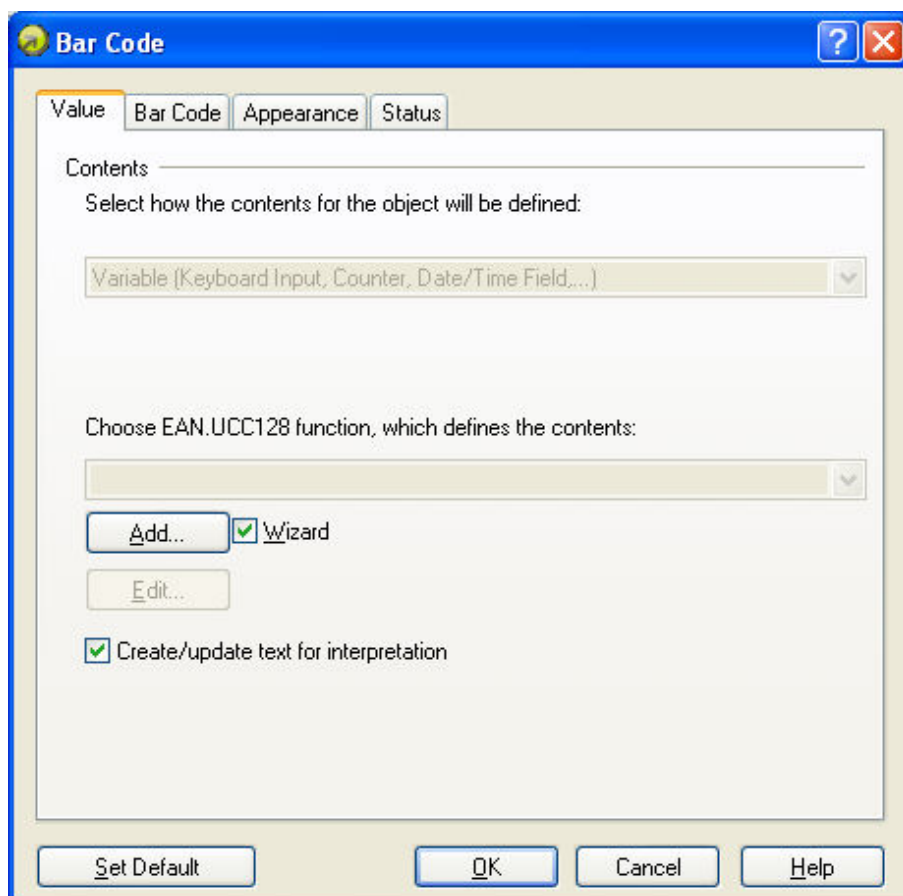 Bar Code
Value Bar Code Appearance Status
Contents
Select how the contents for the object will be defined:
Variable (Keyboard Input, Counter, Date/Time Field,...)
Choose EAN.UCC128 function, which defines the contents:
Add... Wizard
Edit...
Create/update text for interpretation
Set Default OK Cancel Help